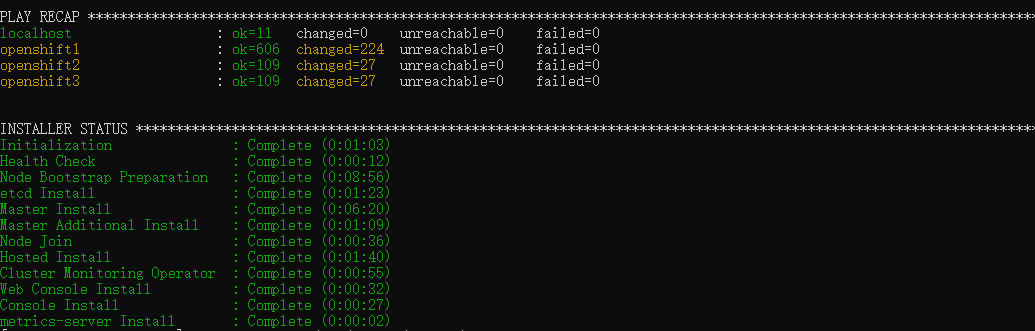 PLAY RECAP ****************************************************************************************************************
localhost                  : ok=11   changed=0    unreachable=0    failed=0
openshift1                 : ok=606  changed=224  unreachable=0    failed=0
openshift2                 : ok=109  changed=27   unreachable=0    failed=0
openshift3                 : ok=109  changed=27   unreachable=0    failed=0
INSTALLER STATUS **********************************************************************************************************
Initialization               : Complete (0:01:03)
Health Check                 : Complete (0:00:12)
Node Bootstrap Preparation   : Complete (0:08:56)
etcd Install                 : Complete (0:01:23)
Master Install               : Complete (0:06:20)
Master Additional Install    : Complete (0:01:09)
Node Join                    : Complete (0:00:36)
Hosted Install               : Complete (0:01:40)
Cluster Monitoring Operator  : Complete (0:00:55)
Web Console Install          : Complete (0:00:32)
Console Install              : Complete (0:00:27)
metrics-server Install       : Complete (0:00:02)